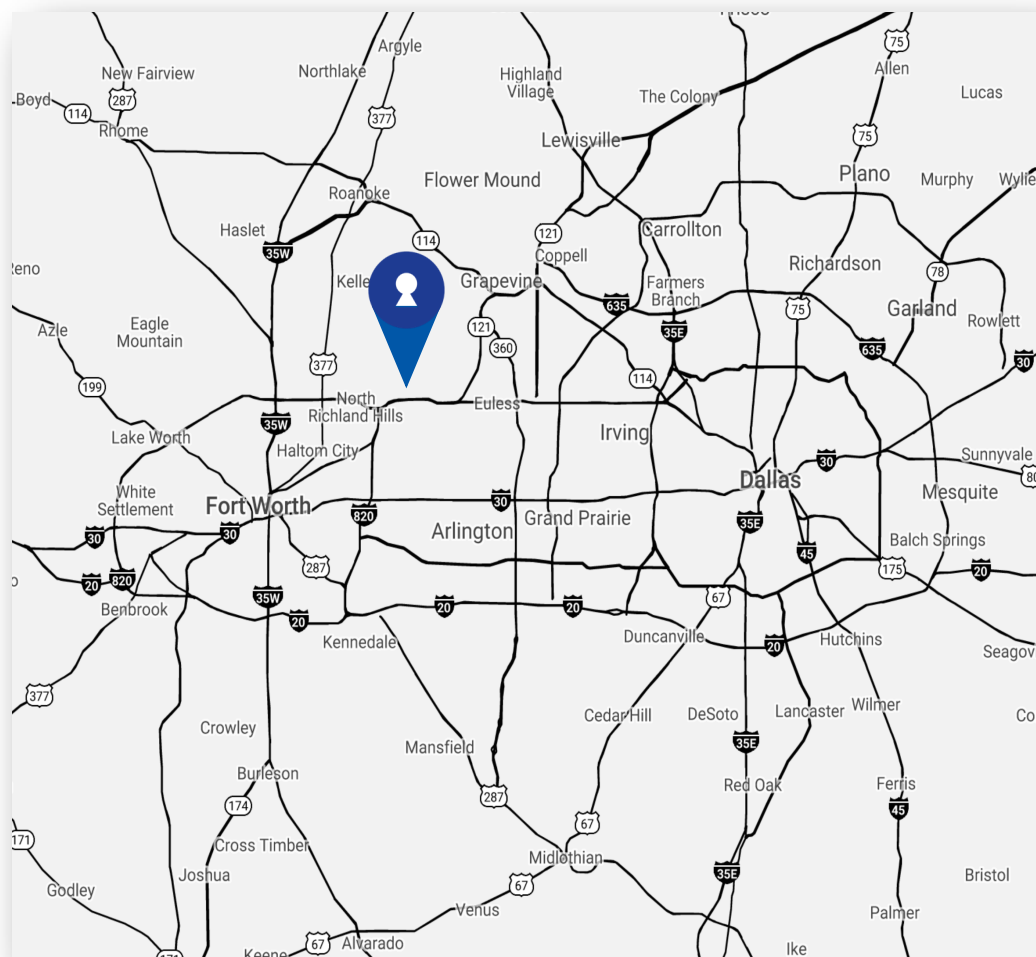 Argyle
75
New Fairview
Northlake
Allen
Highland
Village
Lucas
287
Boyd
The Colony
114
377
Rhome
75
Lewisville
Plano
Flower Mound
Murphy
Wylie
Roanoke
Haslet
121
Carrollton
114
35W
Coppell
Richardson
78
Grapevine
Farmers
Branch
635
75
Garland
Rowlett
Azle
Eagle
Mountain
121
35E
360
635
30
377
114
199
North
Richland Hills
Euless
35W
Irving
Lake Worth
Haltom City
Sunnyvale
30
80
Dallas
White
Settlement
Fort Worth
30
Mesquite
820
Grand Prairie
35E
Arlington
30
30
Balch Springs
45
287
175
20
20
820
35W
67
Benbrook
20
20
20
Kennedale
Duncanville
Hutchins
20
Seagov
377
Crowley
Cedar Hill
DeSoto
Lancaster
Wilmer
Mansfield
35E
Burleson
Red Oak
Ferris
287
174
45
67
171
Cross Timber
Midlothian
35E
Joshua
Godley
67
Bristol
Venus
Palmer
67
Alvarado
Ike
Keene
171